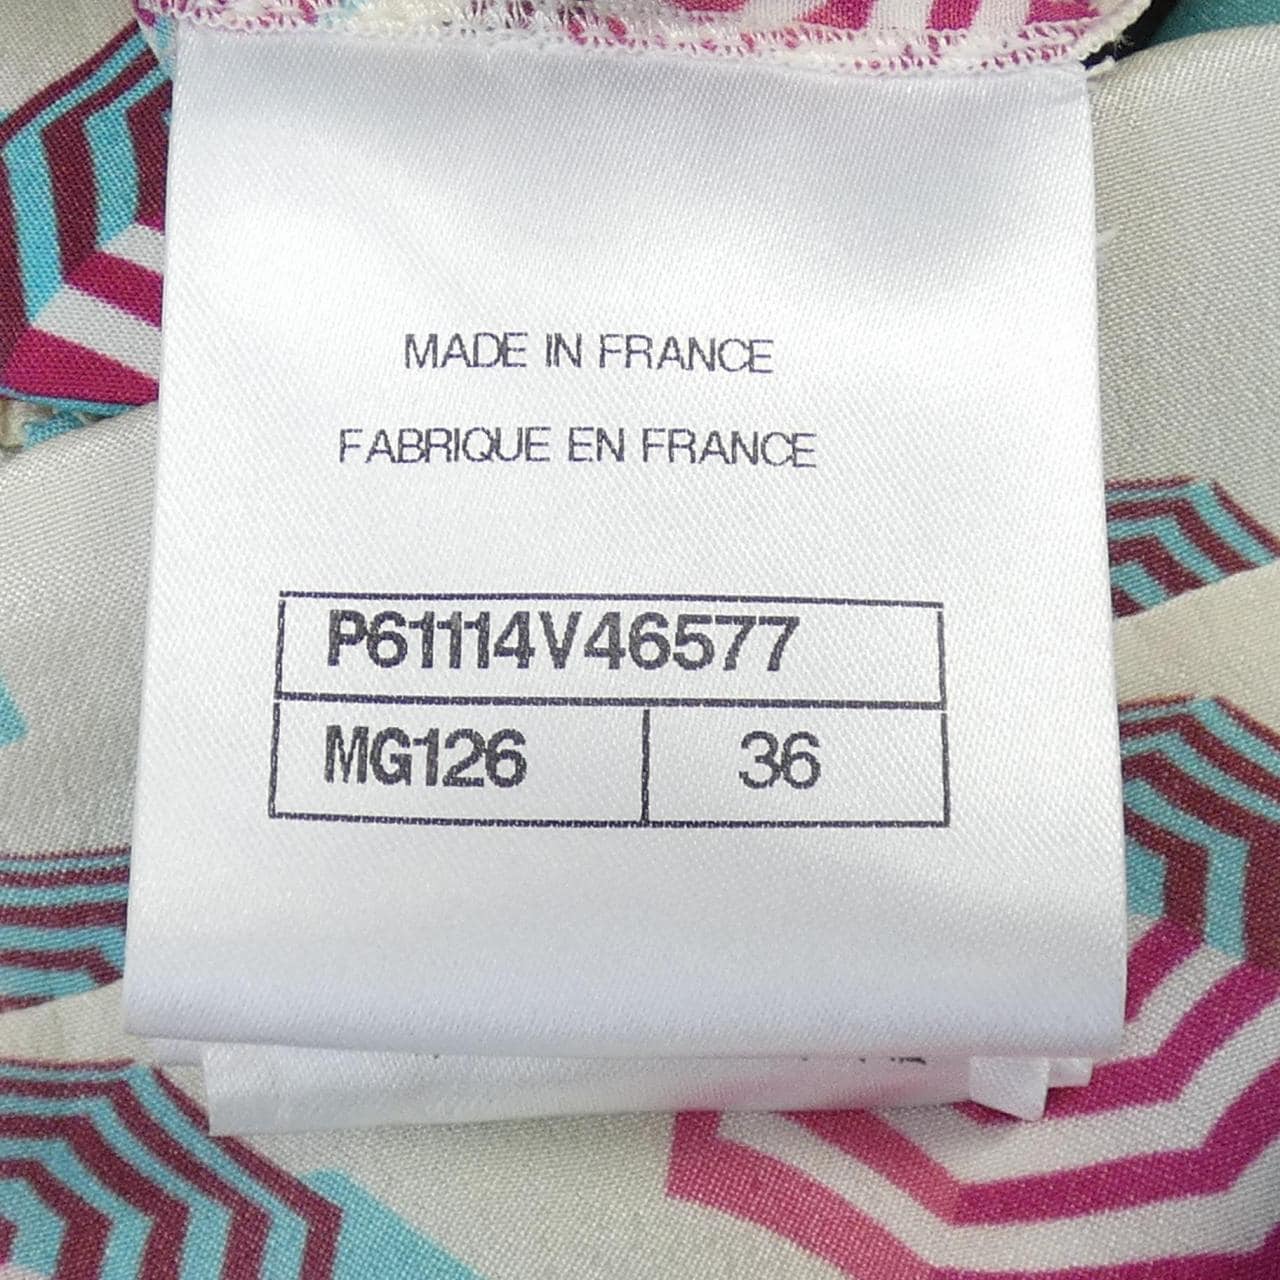 MADE IN FRANCE
FABRIQUE EN FRANCE
P61114V46577
MG126 36